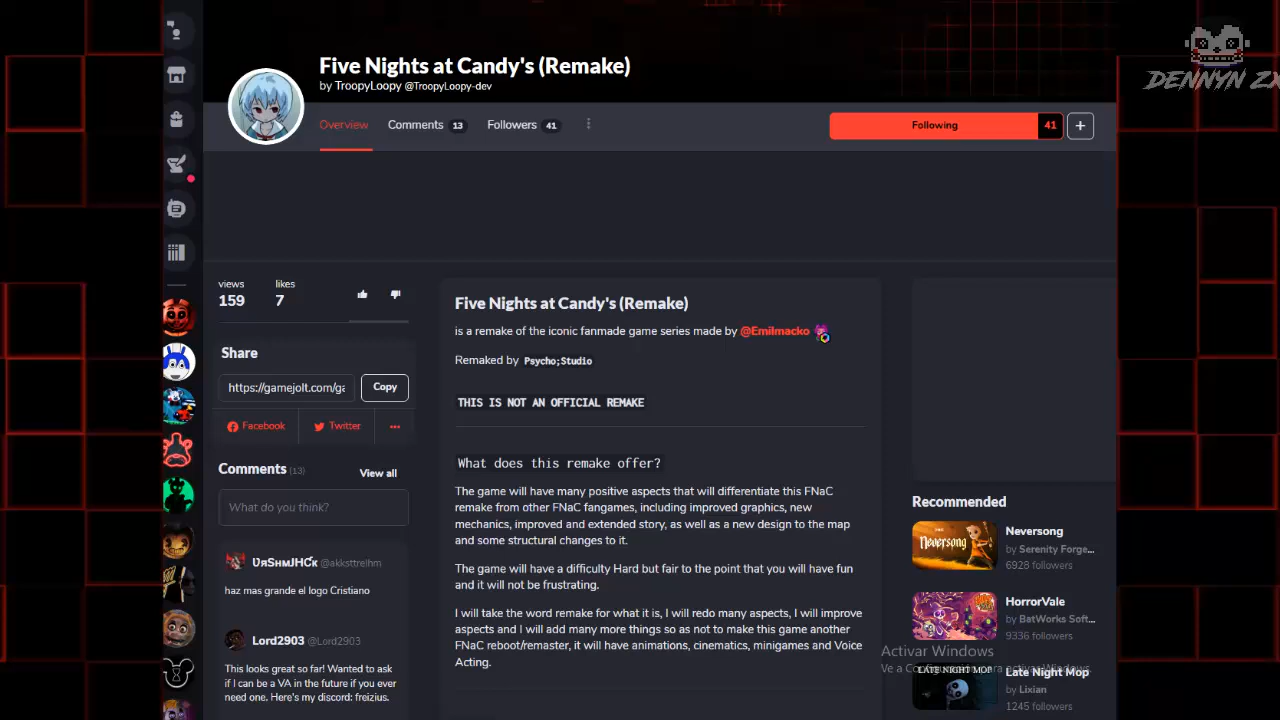 Five Nights at Candy's (Remake)
by TroopyLoopy @TroopyLoopy-dev
DENNYN ZX
Overview
Comments 13
Followers 41
Following 41
views
159
likes
7
Share
https://gamejolt.com/ga
Copy
Facebook
Twitter
Comments (13)
View all
What do you think?
@akksttreihm
haz mas grande el logo Cristiano
Lord2903 @Lord2903
This looks great so far! Wanted to ask
if I can be a VA in the future if you ever
need one. Here's my discord: freizius.
Five Nights at Candy's (Remake)
is a remake of the iconic fanmade game series made by @Emilmacko
Remaked by Psycho;Studio
THIS IS NOT AN OFFICIAL REMAKE
What does this remake offer?
The game will have many positive aspects that will differentiate this FNaC
remake from other FNaC fangames, including improved graphics, new
mechanics, improved and extended story, as well as a new design to the map
and some structural changes to it.
The game will have a difficulty Hard but fair to the point that you will have fun
and it will not be frustrating.
I will take the word remake for what it is, I will redo many aspects, I will improve
aspects and I will add many more things so as not to make this game another
FNaC reboot/remaster, it will have animations, cinematics, minigames and Voice
Acting.
Recommended
Neversong
Neversong
by Serenity Forge...
6928 followers
HorrorVale
by BatWorks Soft...
9336 followers
Activar Windows
Ve a Configuración para activar Windows.
LATE NIGHT MOP
Late Night Mop
by Lixian
1245 followers